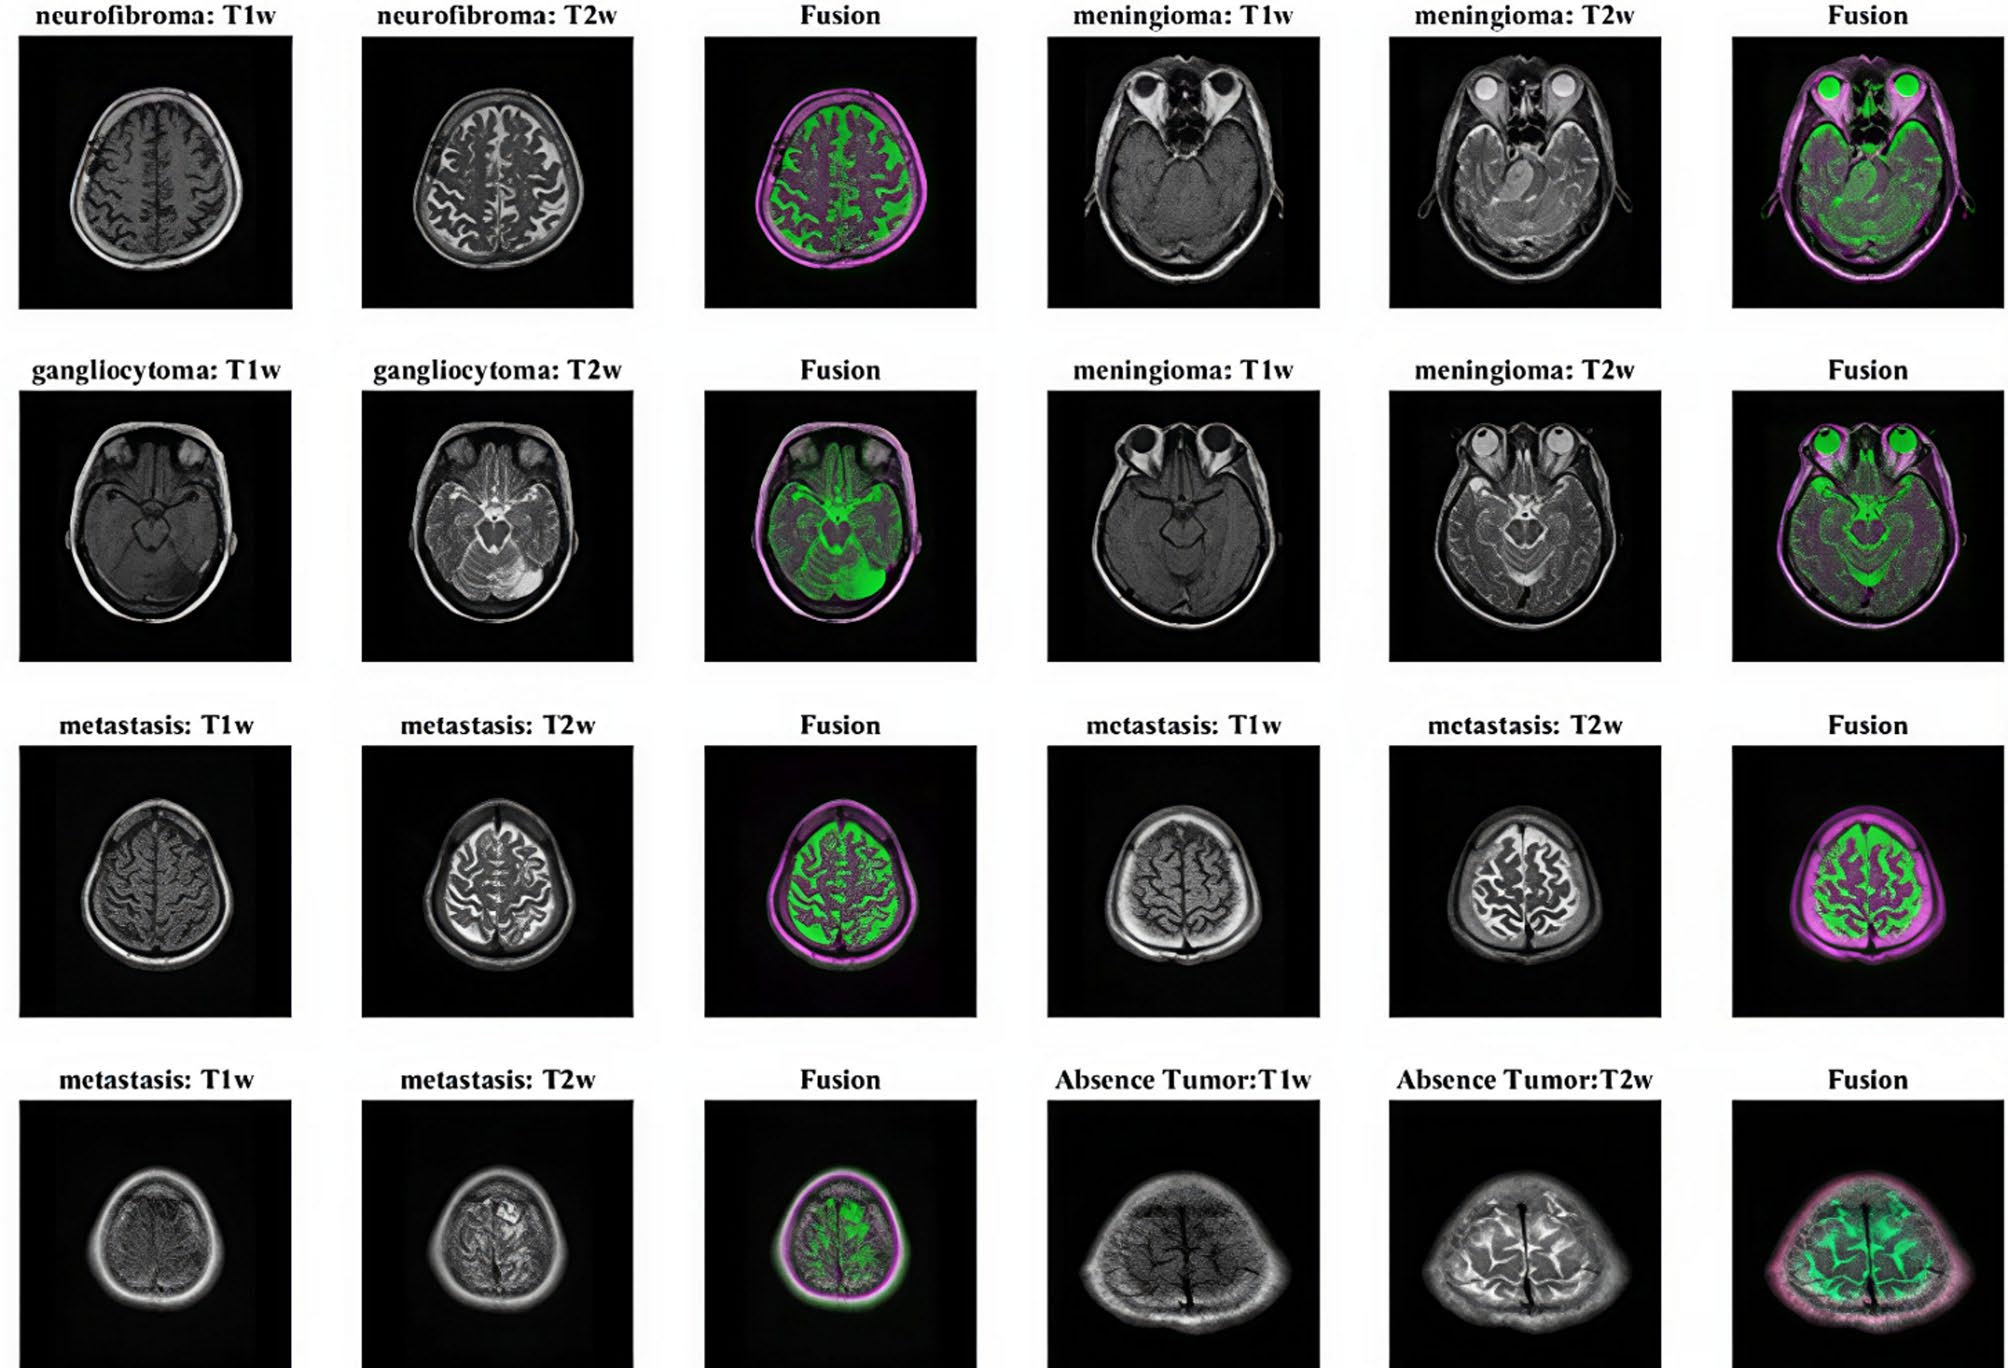 neurofibroma: T1w neurofibroma: T2w Fusion meningioma: T1w meningioma: T2w Fusion
gangliocytoma: T1w gangliocytoma: T2w Fusion meningioma: T1w meningioma: T2w Fusion
metastasis: T1w metastasis: T2w Fusion metastasis: T1w metastasis: T2w Fusion
metastasis: T1w metastasis: T2w Fusion Absence Tumor:T1w Absence Tumor:T2w Fusion